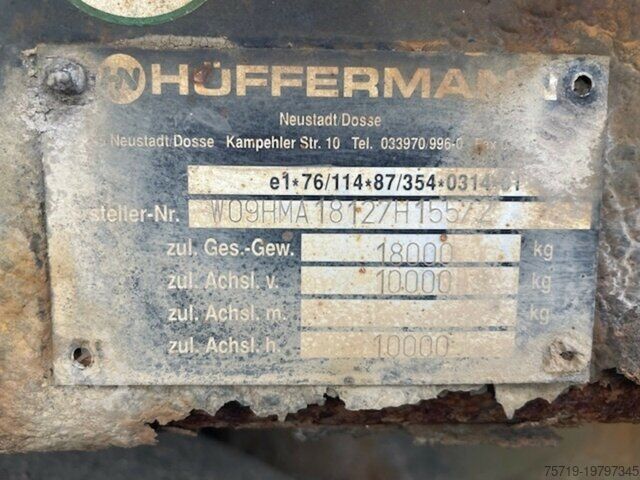 HÜFFERMANN
Neustadt/Dosse
Neustadt/Dosse Kampehler Str. 10 Tel. 033970/996-0
e1*76/114*87/354*0314*
steller-Nr. W09HMA18127H15572
zul. Ges.-Gew. 18000 kg
zul. Achsl. v. 10000 kg
zul. Achsl. m. kg
zul. Achsl. h. 10000
75719-19797345